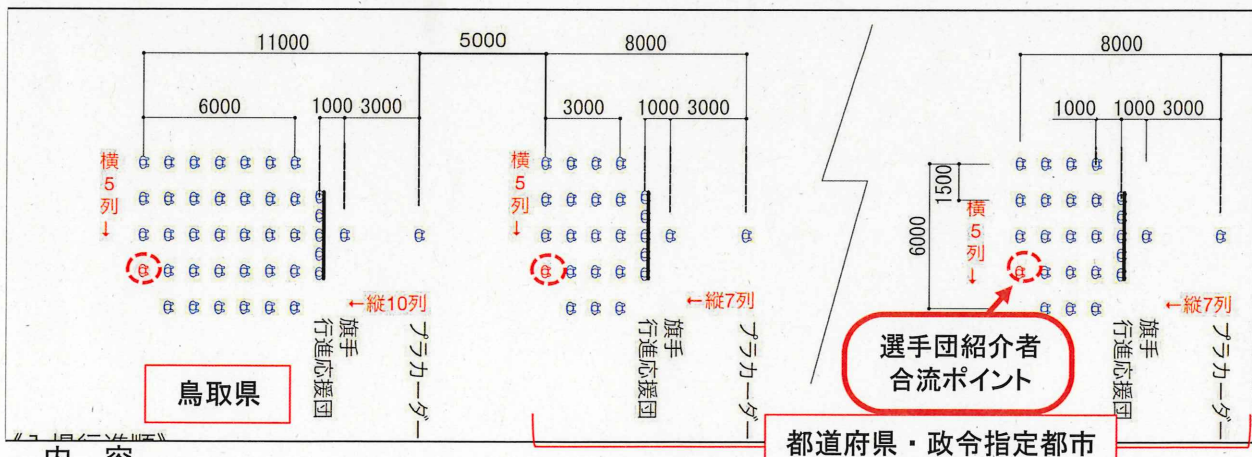 11000
5000
8000
8000
6000
1000 3000
3000
1000 3000
1000
1000 3000
横5列↓
横5列↓
1500
6000
横5列↓
←縦10列
←縦7列
←縦7列
旗手
行進応援団
プラカーダー
旗手
行進応援団
プラカーダー
旗手
行進応援団
プラカーダー
選手団紹介者
合流ポイント
鳥取県
都道府県・政令指定都市